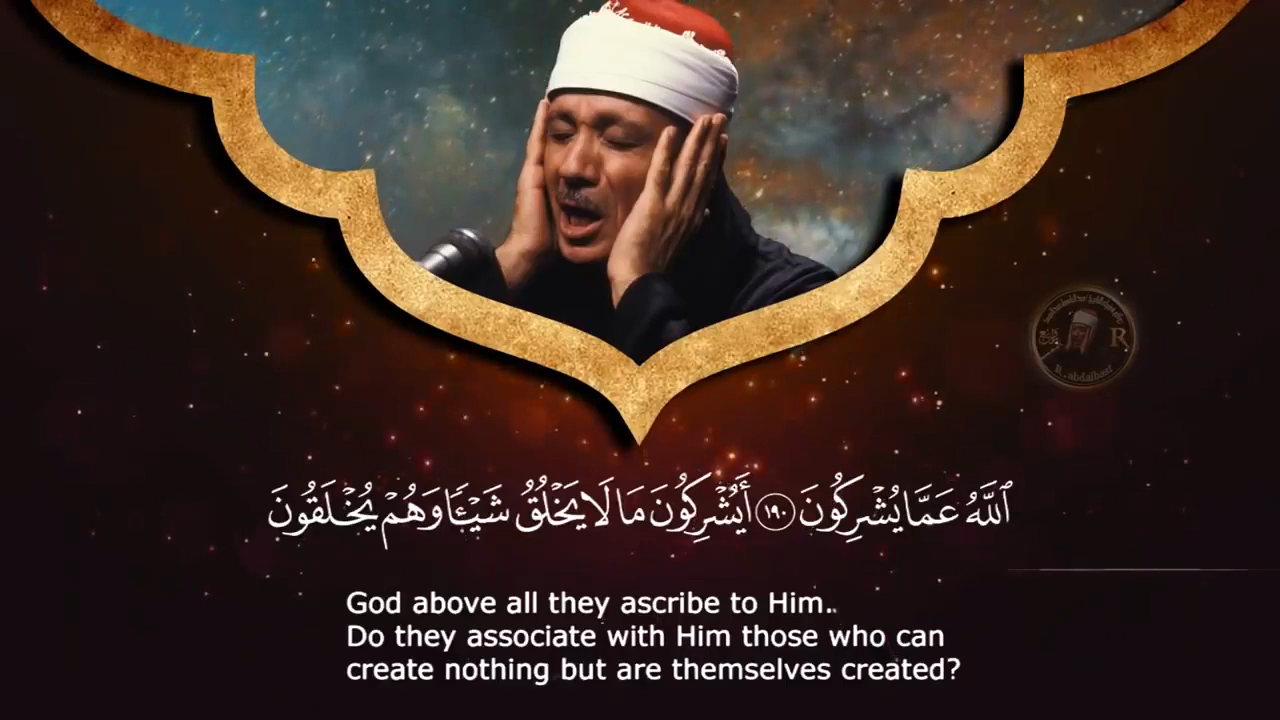 ٱللَّهُ عَمَّا يُشْرِكُونَ ١٩٠ أَيُشْرِكُونَ مَا لَا يَخْلُقُ شَيْـًٔا وَهُمْ يُخْلَقُونَ
God above all they ascribe to Him.
Do they associate with Him those who can
create nothing but are themselves created?
R
R. abdalbast